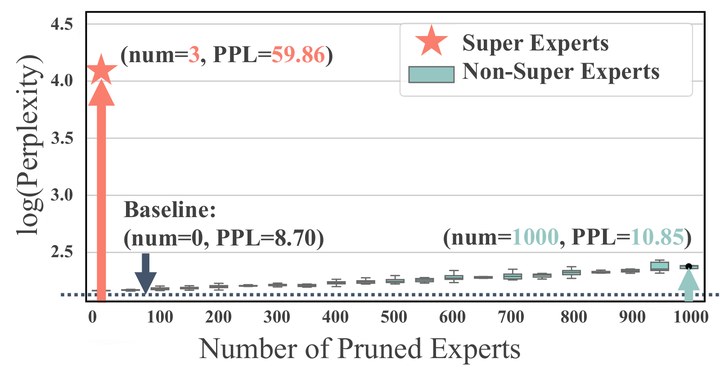 4.5
4.0
3.5
3.0
2.5
log(Perplexity)
(num=3, PPL=59.86)
Super Experts
Non-Super Experts
Baseline:
(num=0, PPL=8.70)
(num=1000, PPL=10.85)
0 100 200 300 400 500 600 700 800 900 1000
Number of Pruned Experts